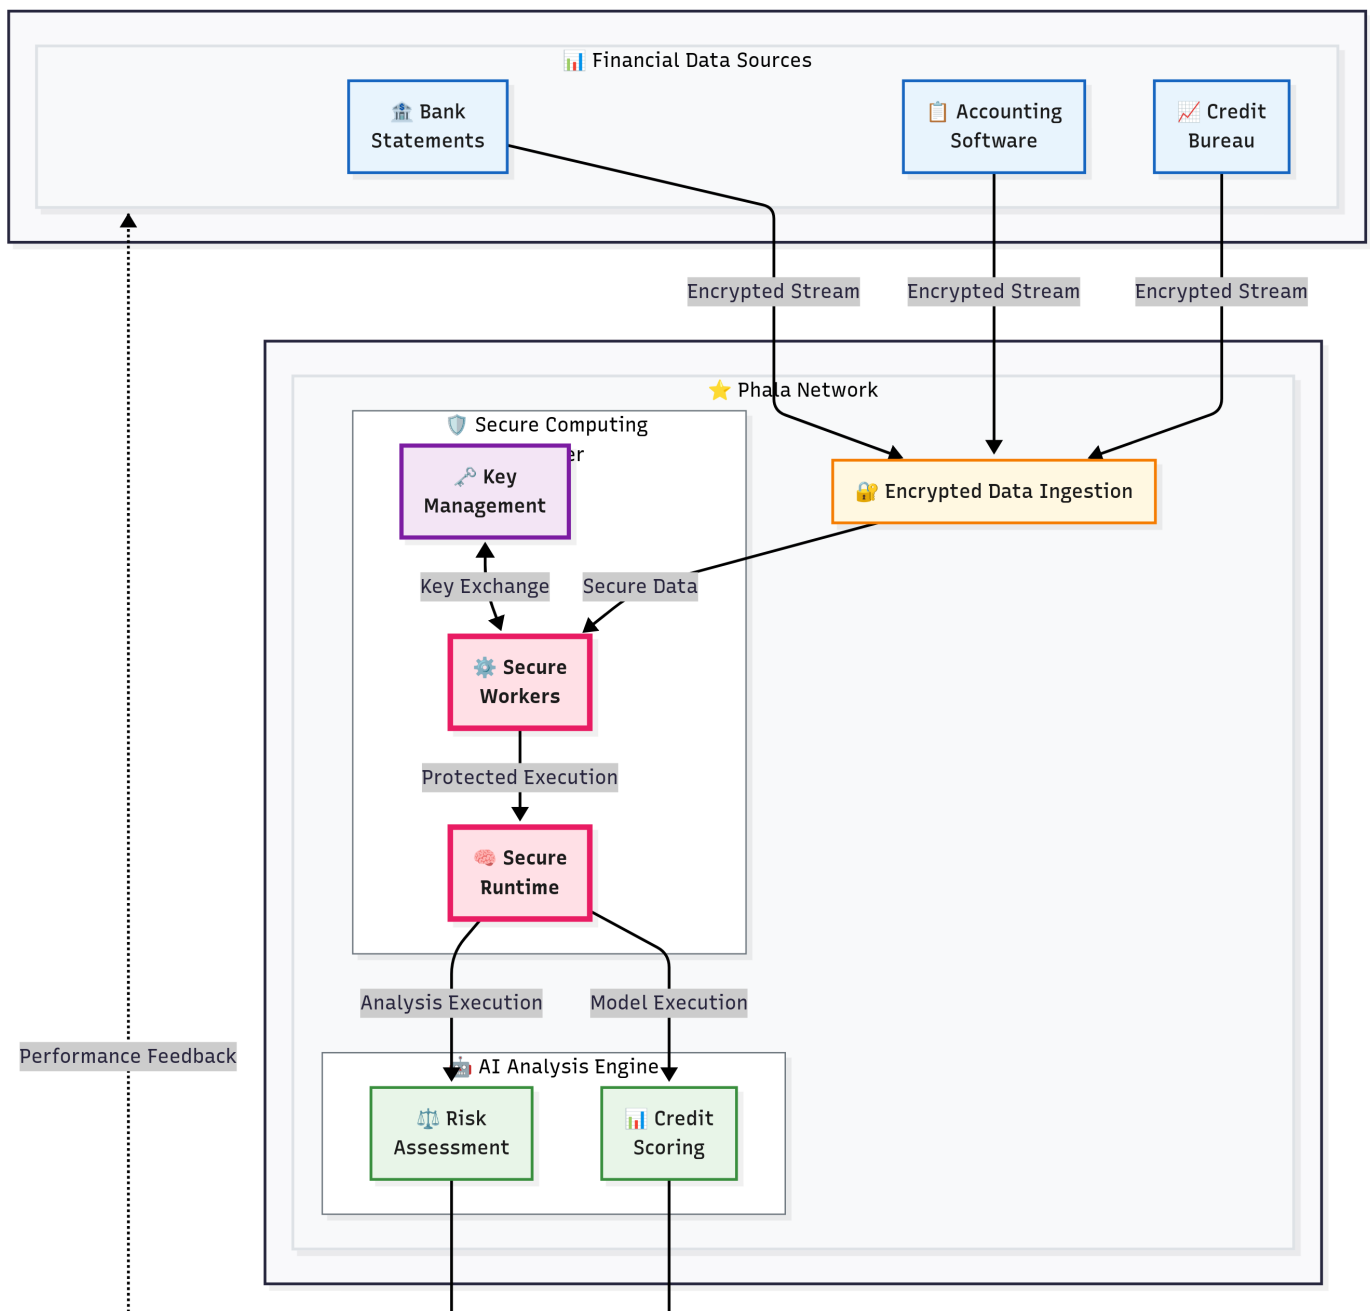 📊 Financial Data Sources
🏦 Bank
Statements
📋 Accounting
Software
📈 Credit
Bureau
Encrypted Stream
Encrypted Stream
Encrypted Stream
⭐ Phala Network
🛡️ Secure Computing
er
🗝️ Key
Management
🔐 Encrypted Data Ingestion
Key Exchange
Secure Data
⚙️ Secure
Workers
Protected Execution
🧠 Secure
Runtime
Analysis Execution
Model Execution
Performance Feedback
🤖 AI Analysis Engine
⚖️ Risk
Assessment
📊 Credit
Scoring